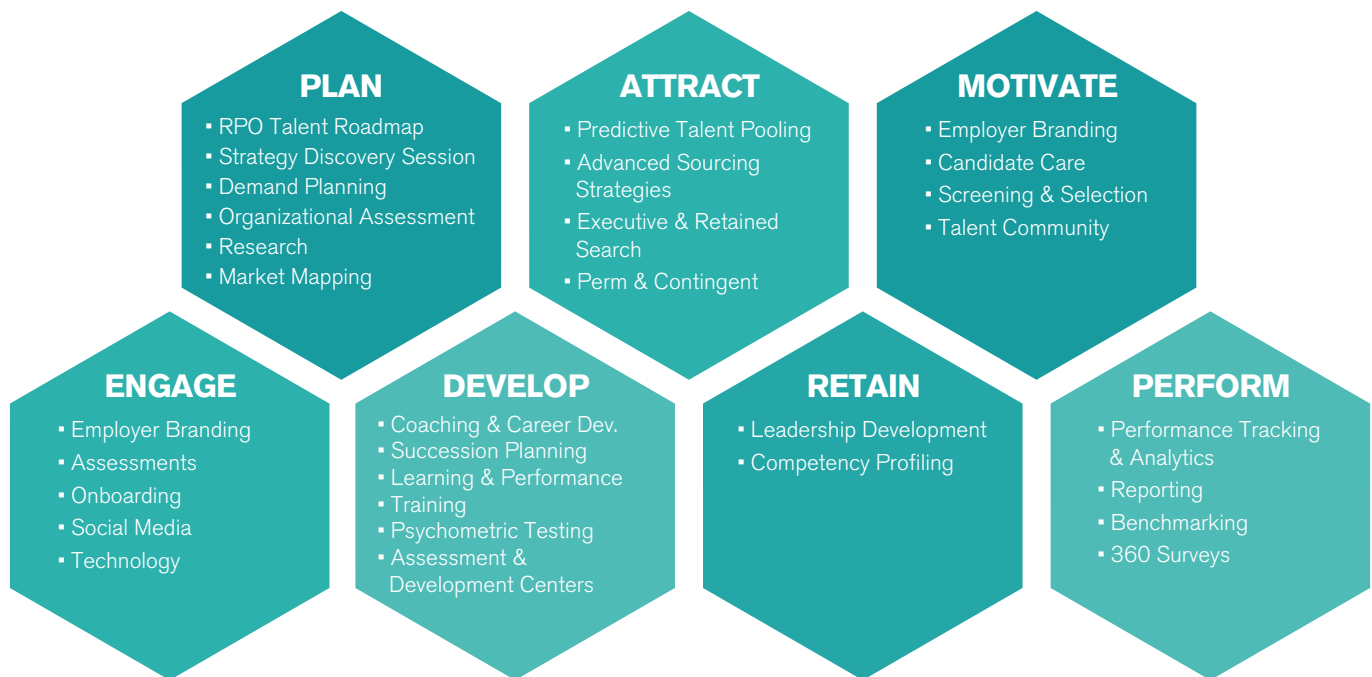 PLAN
▪ RPO Talent Roadmap
▪ Strategy Discovery Session
▪ Demand Planning
▪ Organizational Assessment
▪ Research
▪ Market Mapping
ATTRACT
▪ Predictive Talent Pooling
▪ Advanced Sourcing
Strategies
▪ Executive & Retained
Search
▪ Perm & Contingent
MOTIVATE
▪ Employer Branding
▪ Candidate Care
▪ Screening & Selection
▪ Talent Community
ENGAGE
▪ Employer Branding
▪ Assessments
▪ Onboarding
▪ Social Media
▪ Technology
DEVELOP
▪ Coaching & Career Dev.
▪ Succession Planning
▪ Learning & Performance
▪ Training
▪ Psychometric Testing
▪ Assessment &
Development Centers
RETAIN
▪ Leadership Development
▪ Competency Profiling
PERFORM
▪ Performance Tracking
& Analytics
▪ Reporting
▪ Benchmarking
▪ 360 Surveys